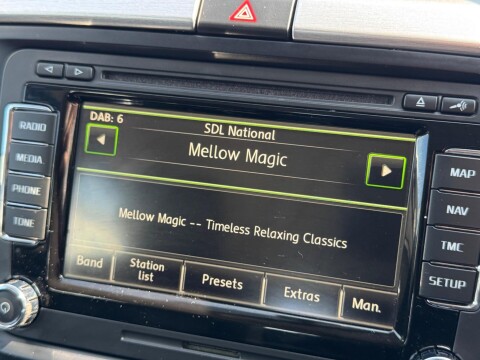 DAB: 6
SDL National
Mellow Magic
Mellow Magic -- Timeless Relaxing Classics
Band
Station list
Presets
Extras
Man.
RADIO
MEDIA
PHONE
TONE
MAP
NAV
TMC
SETUP